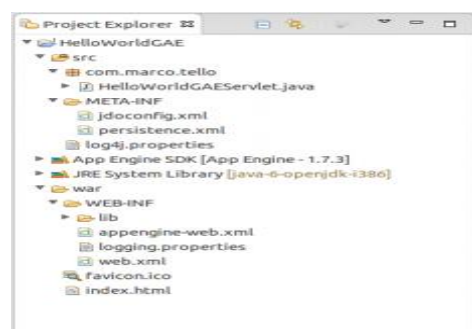 Project Explorer
HelloWorldGAE
src
com.marco.tello
HelloWorldGAEServlet.java
META-INF
jdoconfig.xml
persistence.xml
log4j.properties
App Engine SDK [App Engine - 1.7.3]
JRE System Library [java-6-openjdk-i386]
war
WEB-INF
lib
appengine-web.xml
logging.properties
web.xml
favicon.ico
index.html